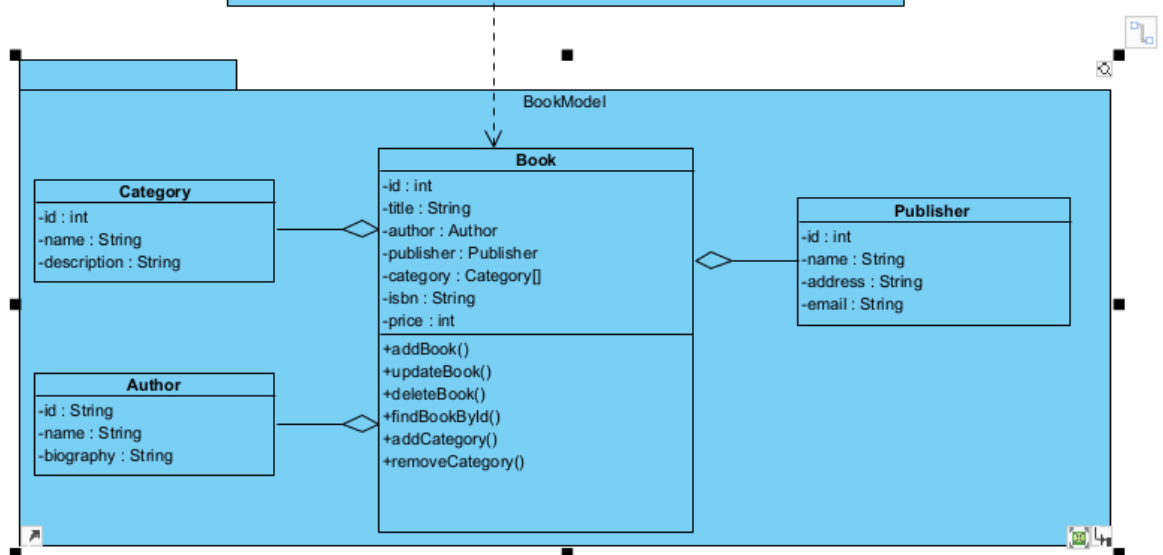 BookModel
Category
-id : int
-name : String
-description : String
Author
-id : String
-name : String
-biography : String
Book
-id : int
-title : String
-author : Author
-publisher : Publisher
-category : Category[]
-isbn : String
-price : int
+addBook()
+updateBook()
+deleteBook()
+findBookById()
+addCategory()
+removeCategory()
Publisher
-id : int
-name : String
-address : String
-email : String